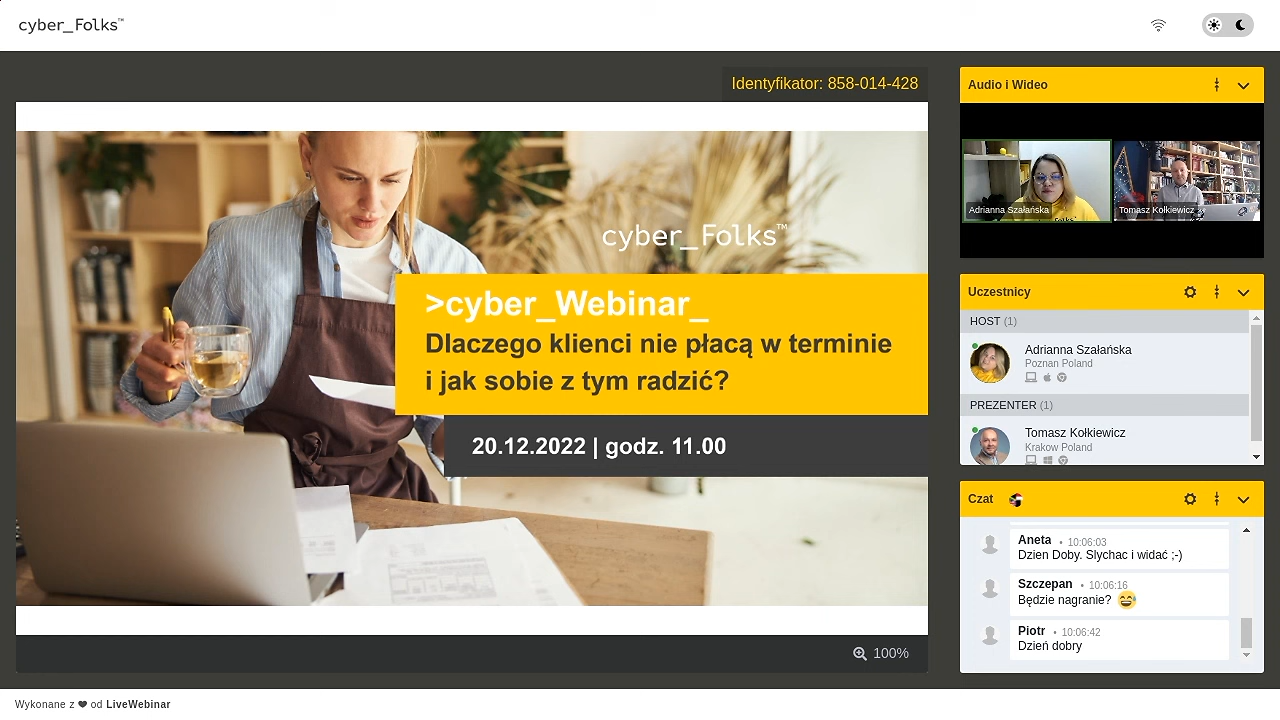 cyber_Folks™
Identyfikator: 858-014-428
cyber_Folks™
>cyber_Webinar_
Dlaczego klienci nie płacą w terminie
i jak sobie z tym radzić?
20.12.2022 | godz. 11.00
100%
Audio i Wideo
Adrianna Szałańska
Tomasz Kołkiewicz
Uczestnicy
HOST (1)
Adrianna Szałańska
Poznan Poland
PREZENTER (1)
Tomasz Kołkiewicz
Krakow Poland
Czat
Aneta • 10:06:03
Dzien Doby. Slychac i widać ;-)
Szczepan • 10:06:16
Będzie nagranie? 😅
Piotr • 10:06:42
Dzień dobry
Wykonane z ❤ od LiveWebinar